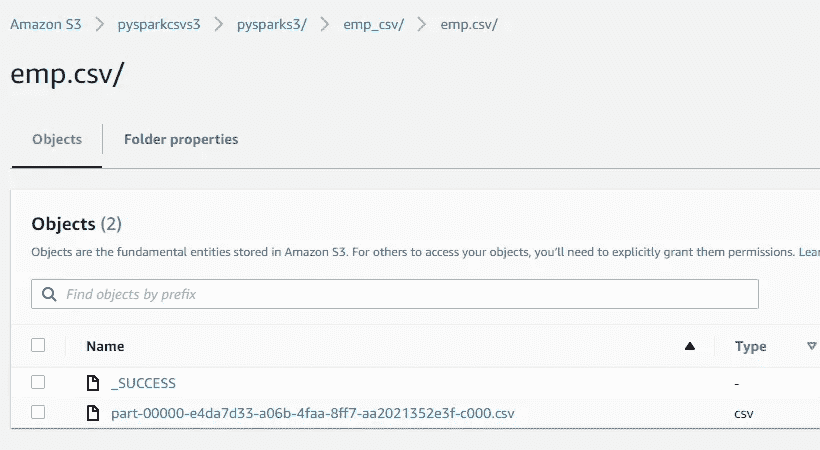 Amazon S3 > pysparkcsvs3 > pysparks3/ > emp_csv/ > emp.csv/
emp.csv/
Objects Folder properties
Objects (2)
Objects are the fundamental entities stored in Amazon S3. For others to access your objects, you'll need to explicitly grant them permissions.
Find objects by prefix
Name Type
_SUCCESS -
part-00000-e4da7d33-a06b-4faa-8ff7-aa2021352e3f-c000.csv csv